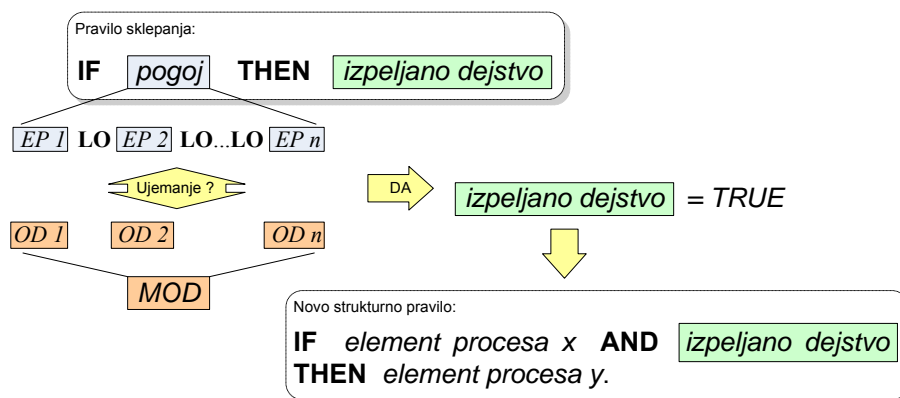 Pravilo sklepanja:
IF pogoj THEN izpeljano dejstvo
EP 1 LO EP 2 LO...LO EP n
Ujemanje ?
DA
izpeljano dejstvo = TRUE
OD 1 OD 2 OD n
MOD
Novo strukturno pravilo:
IF element procesa x AND izpeljano dejstvo
THEN element procesa y.